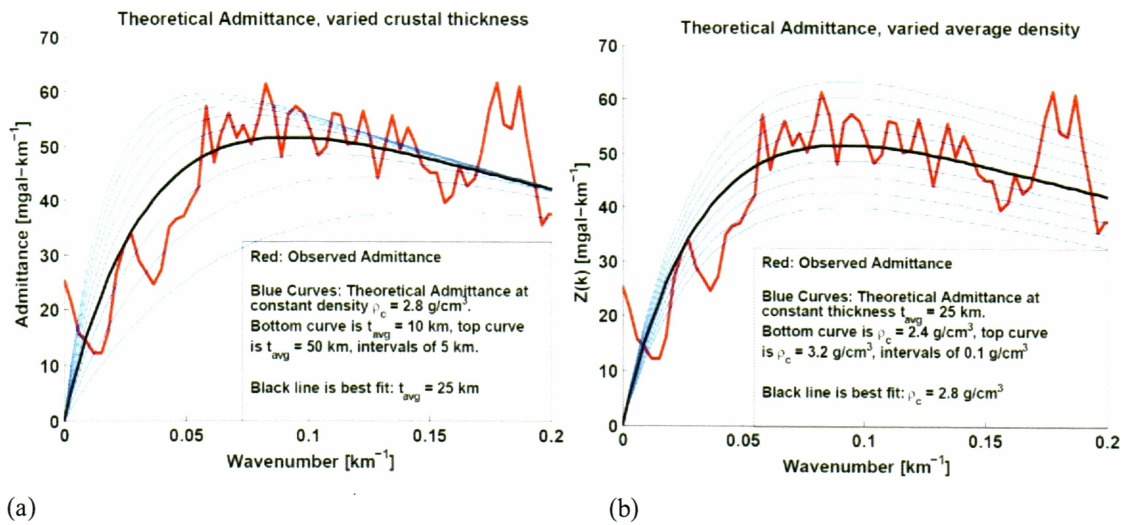 Theoretical Admittance, varied crustal thickness
70
60
50
40
30
20
10
0
Admittance [mgal−km⁻¹]
Red: Observed Admittance
Blue Curves: Theoretical Admittance at
constant density ρc = 2.8 g/cm³.
Bottom curve is tavg = 10 km, top curve
is tavg = 50 km, intervals of 5 km.
Black line is best fit: tavg = 25 km
0
0.05
0.1
0.15
0.2
Wavenumber [km⁻¹]
(a)
Theoretical Admittance, varied average density
70
60
50
40
30
20
10
0
Z(k) [mgal−km⁻¹]
Red: Observed Admittance
Blue Curves: Theoretical Admittance at
constant thickness tavg = 25 km.
Bottom curve is ρc = 2.4 g/cm³, top curve
is ρc = 3.2 g/cm³, intervals of 0.1 g/cm³
Black line is best fit: ρc = 2.8 g/cm³
0
0.05
0.1
0.15
0.2
Wavenumber [km⁻¹]
(b)